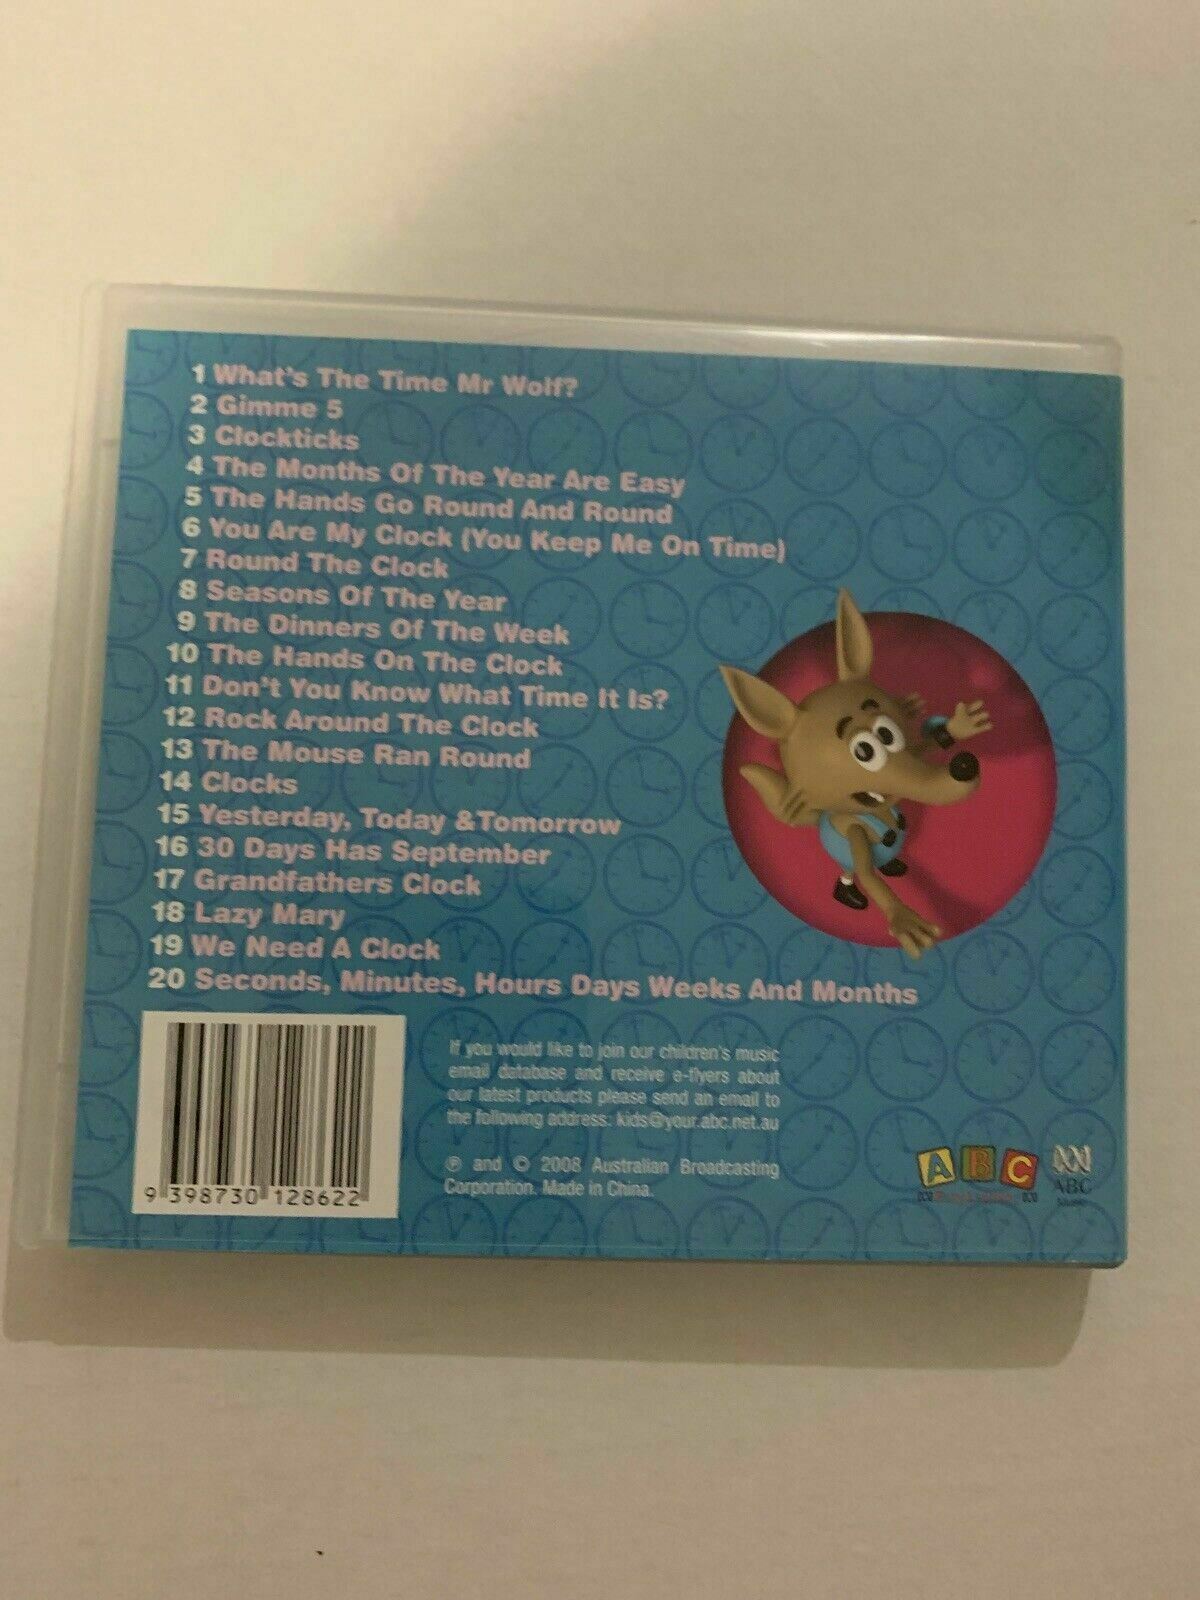 1 What's The Time Mr Wolf?
2 Gimme 5
3 Clockticks
4 The Months Of The Year Are Easy
5 The Hands Go Round And Round
6 You Are My Clock (You Keep Me On Time)
7 Round The Clock
8 Seasons Of The Year
9 The Dinners Of The Week
10 The Hands On The Clock
11 Don't You Know What Time It Is?
12 Rock Around The Clock
13 The Mouse Ran Round
14 Clocks
15 Yesterday, Today &Tomorrow
16 30 Days Has September
17 Grandfathers Clock
18 Lazy Mary
19 We Need A Clock
20 Seconds, Minutes, Hours Days Weeks And Months
If you would like to join our children's music
email database and receive e-flyers about
our latest products please send an email to
the following address: kids@your.abc.net.au
℗ and © 2008 Australian Broadcasting
Corporation. Made in China.
9 398730 128622
ABC
ABC